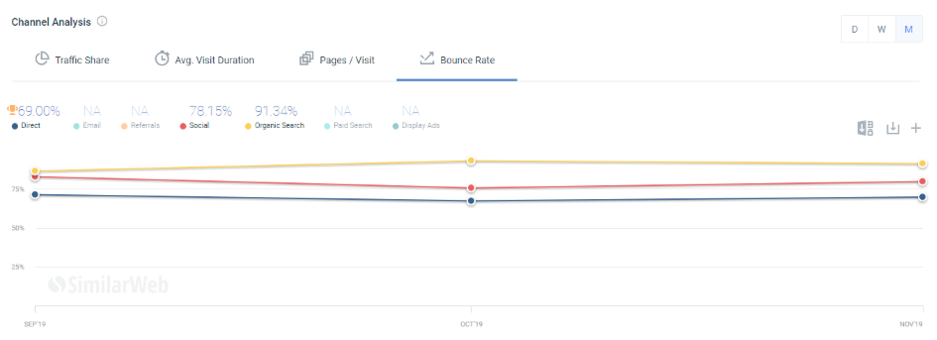 Channel Analysis
D W M
Traffic Share Avg. Visit Duration Pages / Visit Bounce Rate
69.00% NA NA 78.15% 91.34% NA NA
Direct Email Referrals Social Organic Search Paid Search Display Ads
75%
50%
25%
SimilarWeb
SEP'19 OCT'19 NOV'19